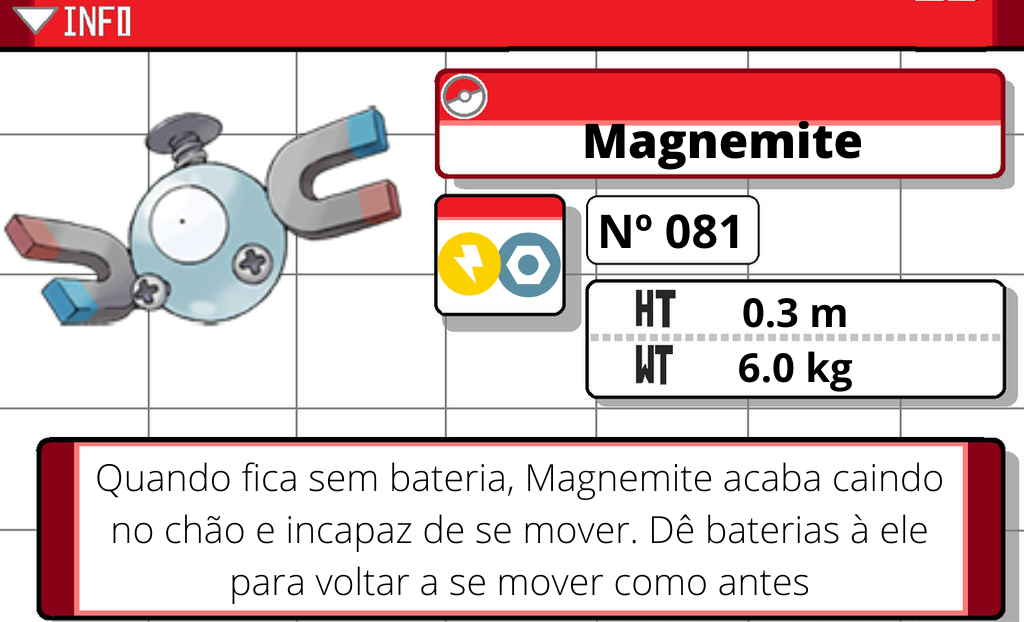 INFO
Magnemite
Nº 081
HT 0.3 m
WT 6.0 kg
Quando fica sem bateria, Magnemite acaba caindo
no chão e incapaz de se mover. Dê baterias à ele
para voltar a se mover como antes